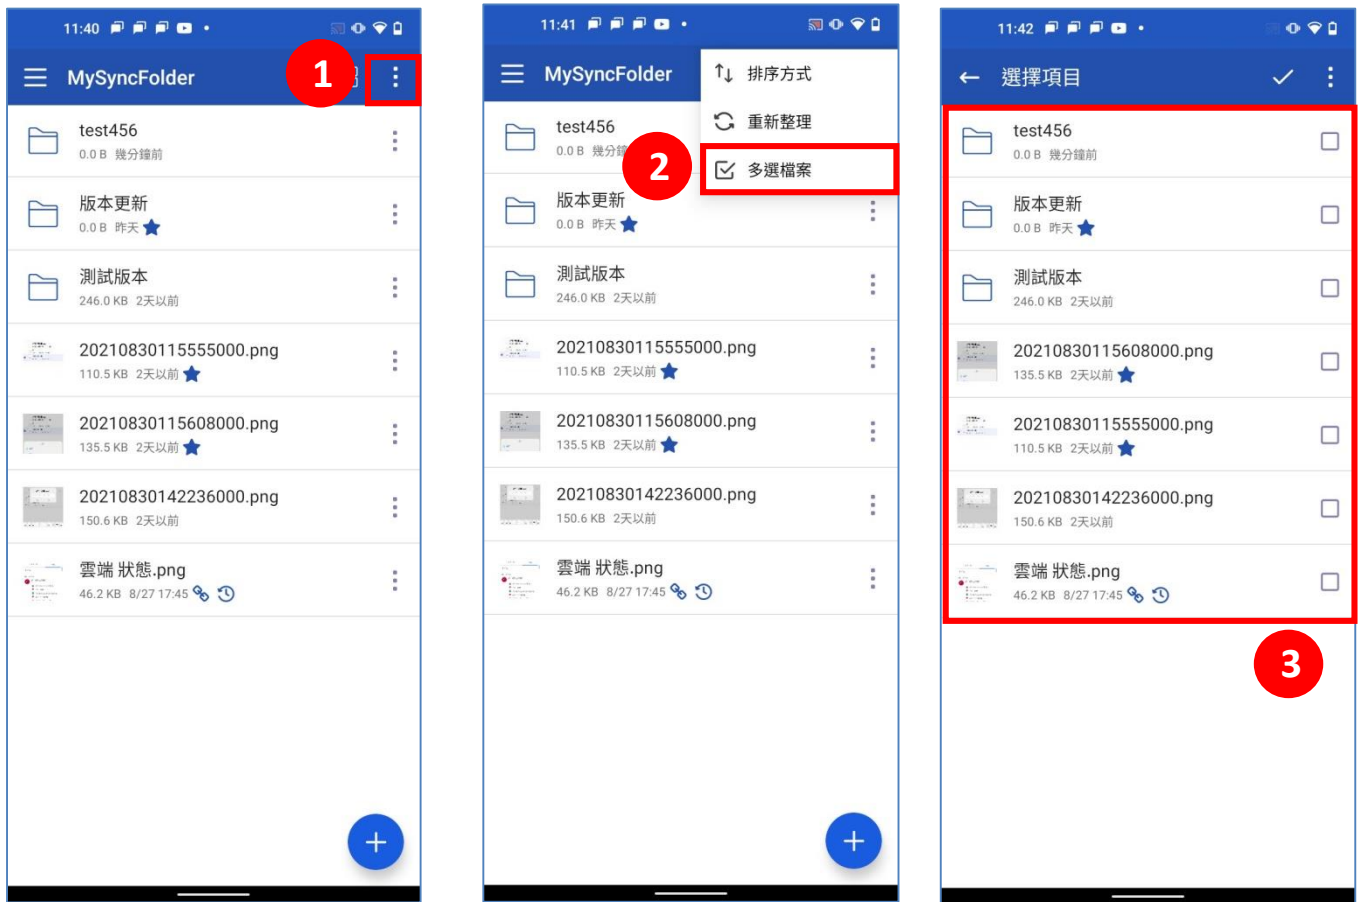 11:40
MySyncFolder
1
test456
0.0 B 幾分鐘前
版本更新
0.0 B 昨天
測試版本
246.0 KB 2天以前
20210830115555000.png
110.5 KB 2天以前
20210830115608000.png
135.5 KB 2天以前
20210830142236000.png
150.6 KB 2天以前
雲端 狀態.png
46.2 KB 8/27 17:45
11:41
MySyncFolder
排序方式
重新整理
多選檔案
2
test456
0.0 B 幾分鐘
版本更新
0.0 B 昨天
測試版本
246.0 KB 2天以前
20210830115555000.png
110.5 KB 2天以前
20210830115608000.png
135.5 KB 2天以前
20210830142236000.png
150.6 KB 2天以前
雲端 狀態.png
46.2 KB 8/27 17:45
11:42
選擇項目
test456
0.0 B 幾分鐘前
版本更新
0.0 B 昨天
測試版本
246.0 KB 2天以前
20210830115608000.png
135.5 KB 2天以前
20210830115555000.png
110.5 KB 2天以前
20210830142236000.png
150.6 KB 2天以前
雲端 狀態.png
46.2 KB 8/27 17:45
3